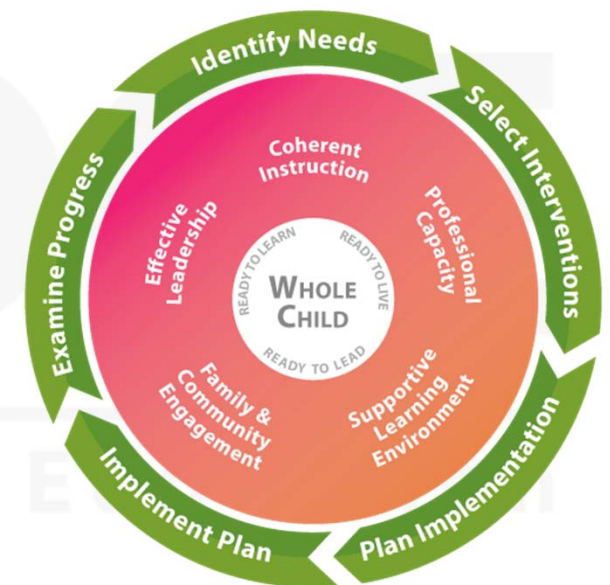 Identify Needs
Select Interventions
Plan Implementation
Implement Plan
Examine Progress
Coherent
Instruction
Professional
Capacity
Supportive
Learning
Environment
Family &
Community
Engagement
Effective
Leadership
READY TO LEARN
READY TO LIVE
READY TO LEAD
WHOLE
CHILD